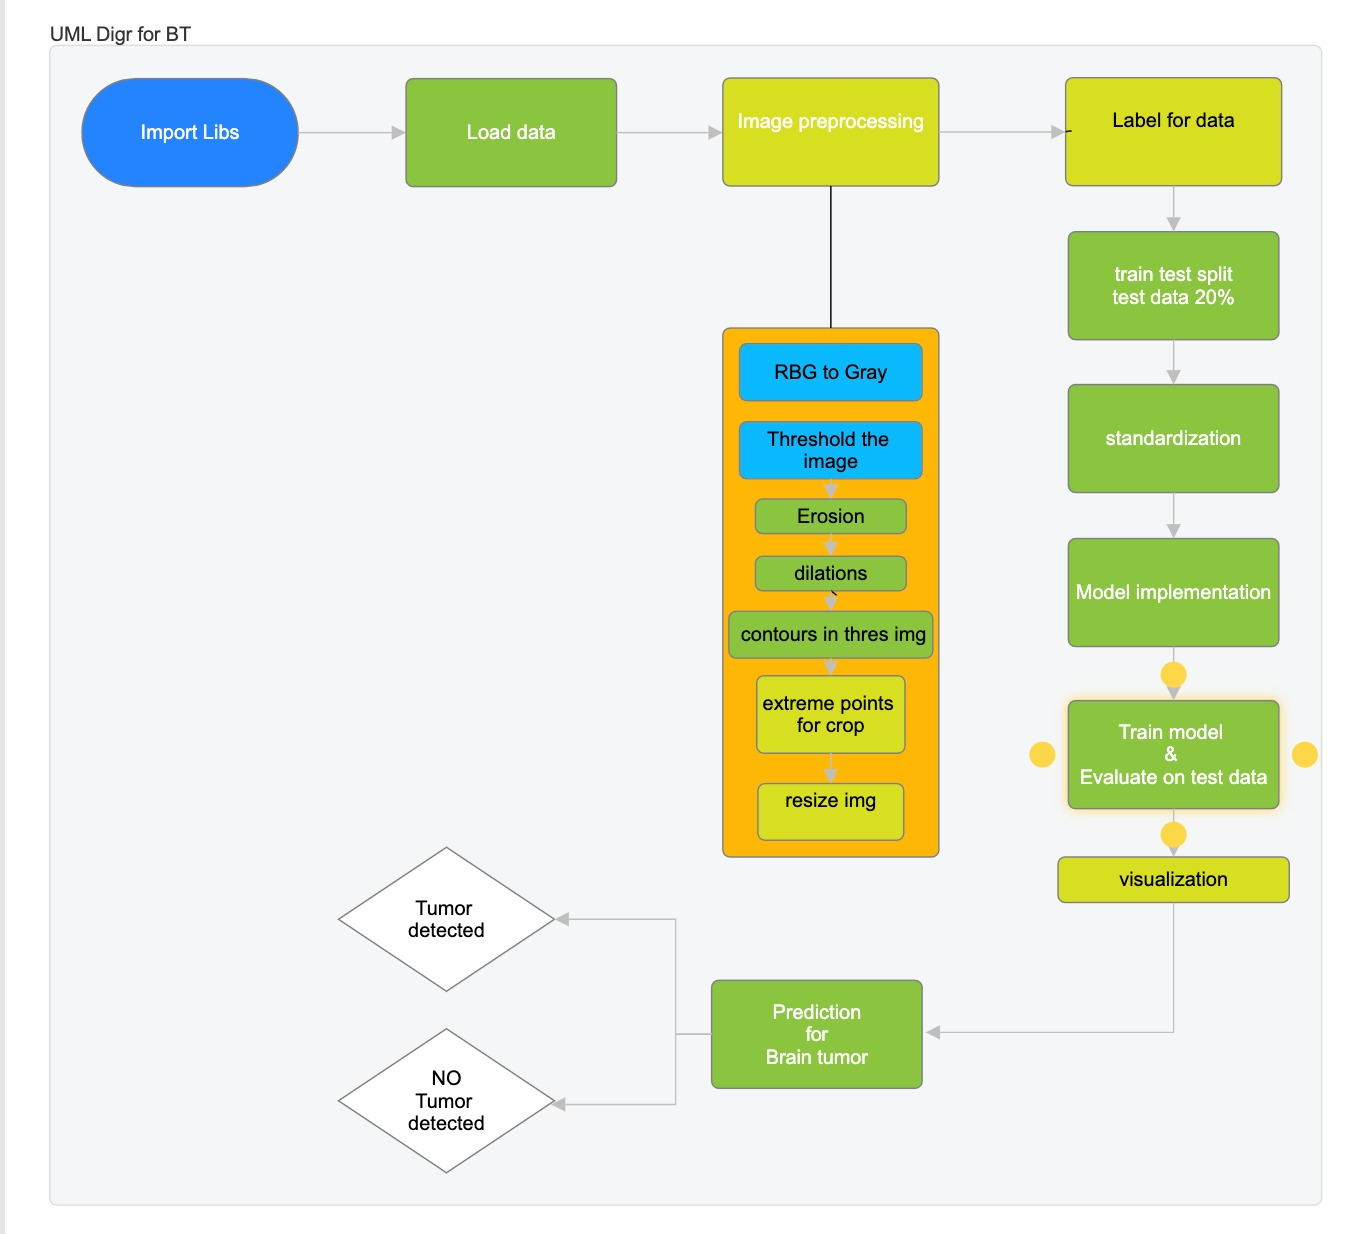 UML Digr for BT
Import Libs
Load data
Image preprocessing
Label for data
train test split
test data 20%
standardization
Model implementation
Train model
&
Evaluate on test data
visualization
RBG to Gray
Threshold the
image
Erosion
dilations
contours in thres img
extreme points
for crop
resize img
Prediction
for
Brain tumor
Tumor
detected
NO
Tumor
detected